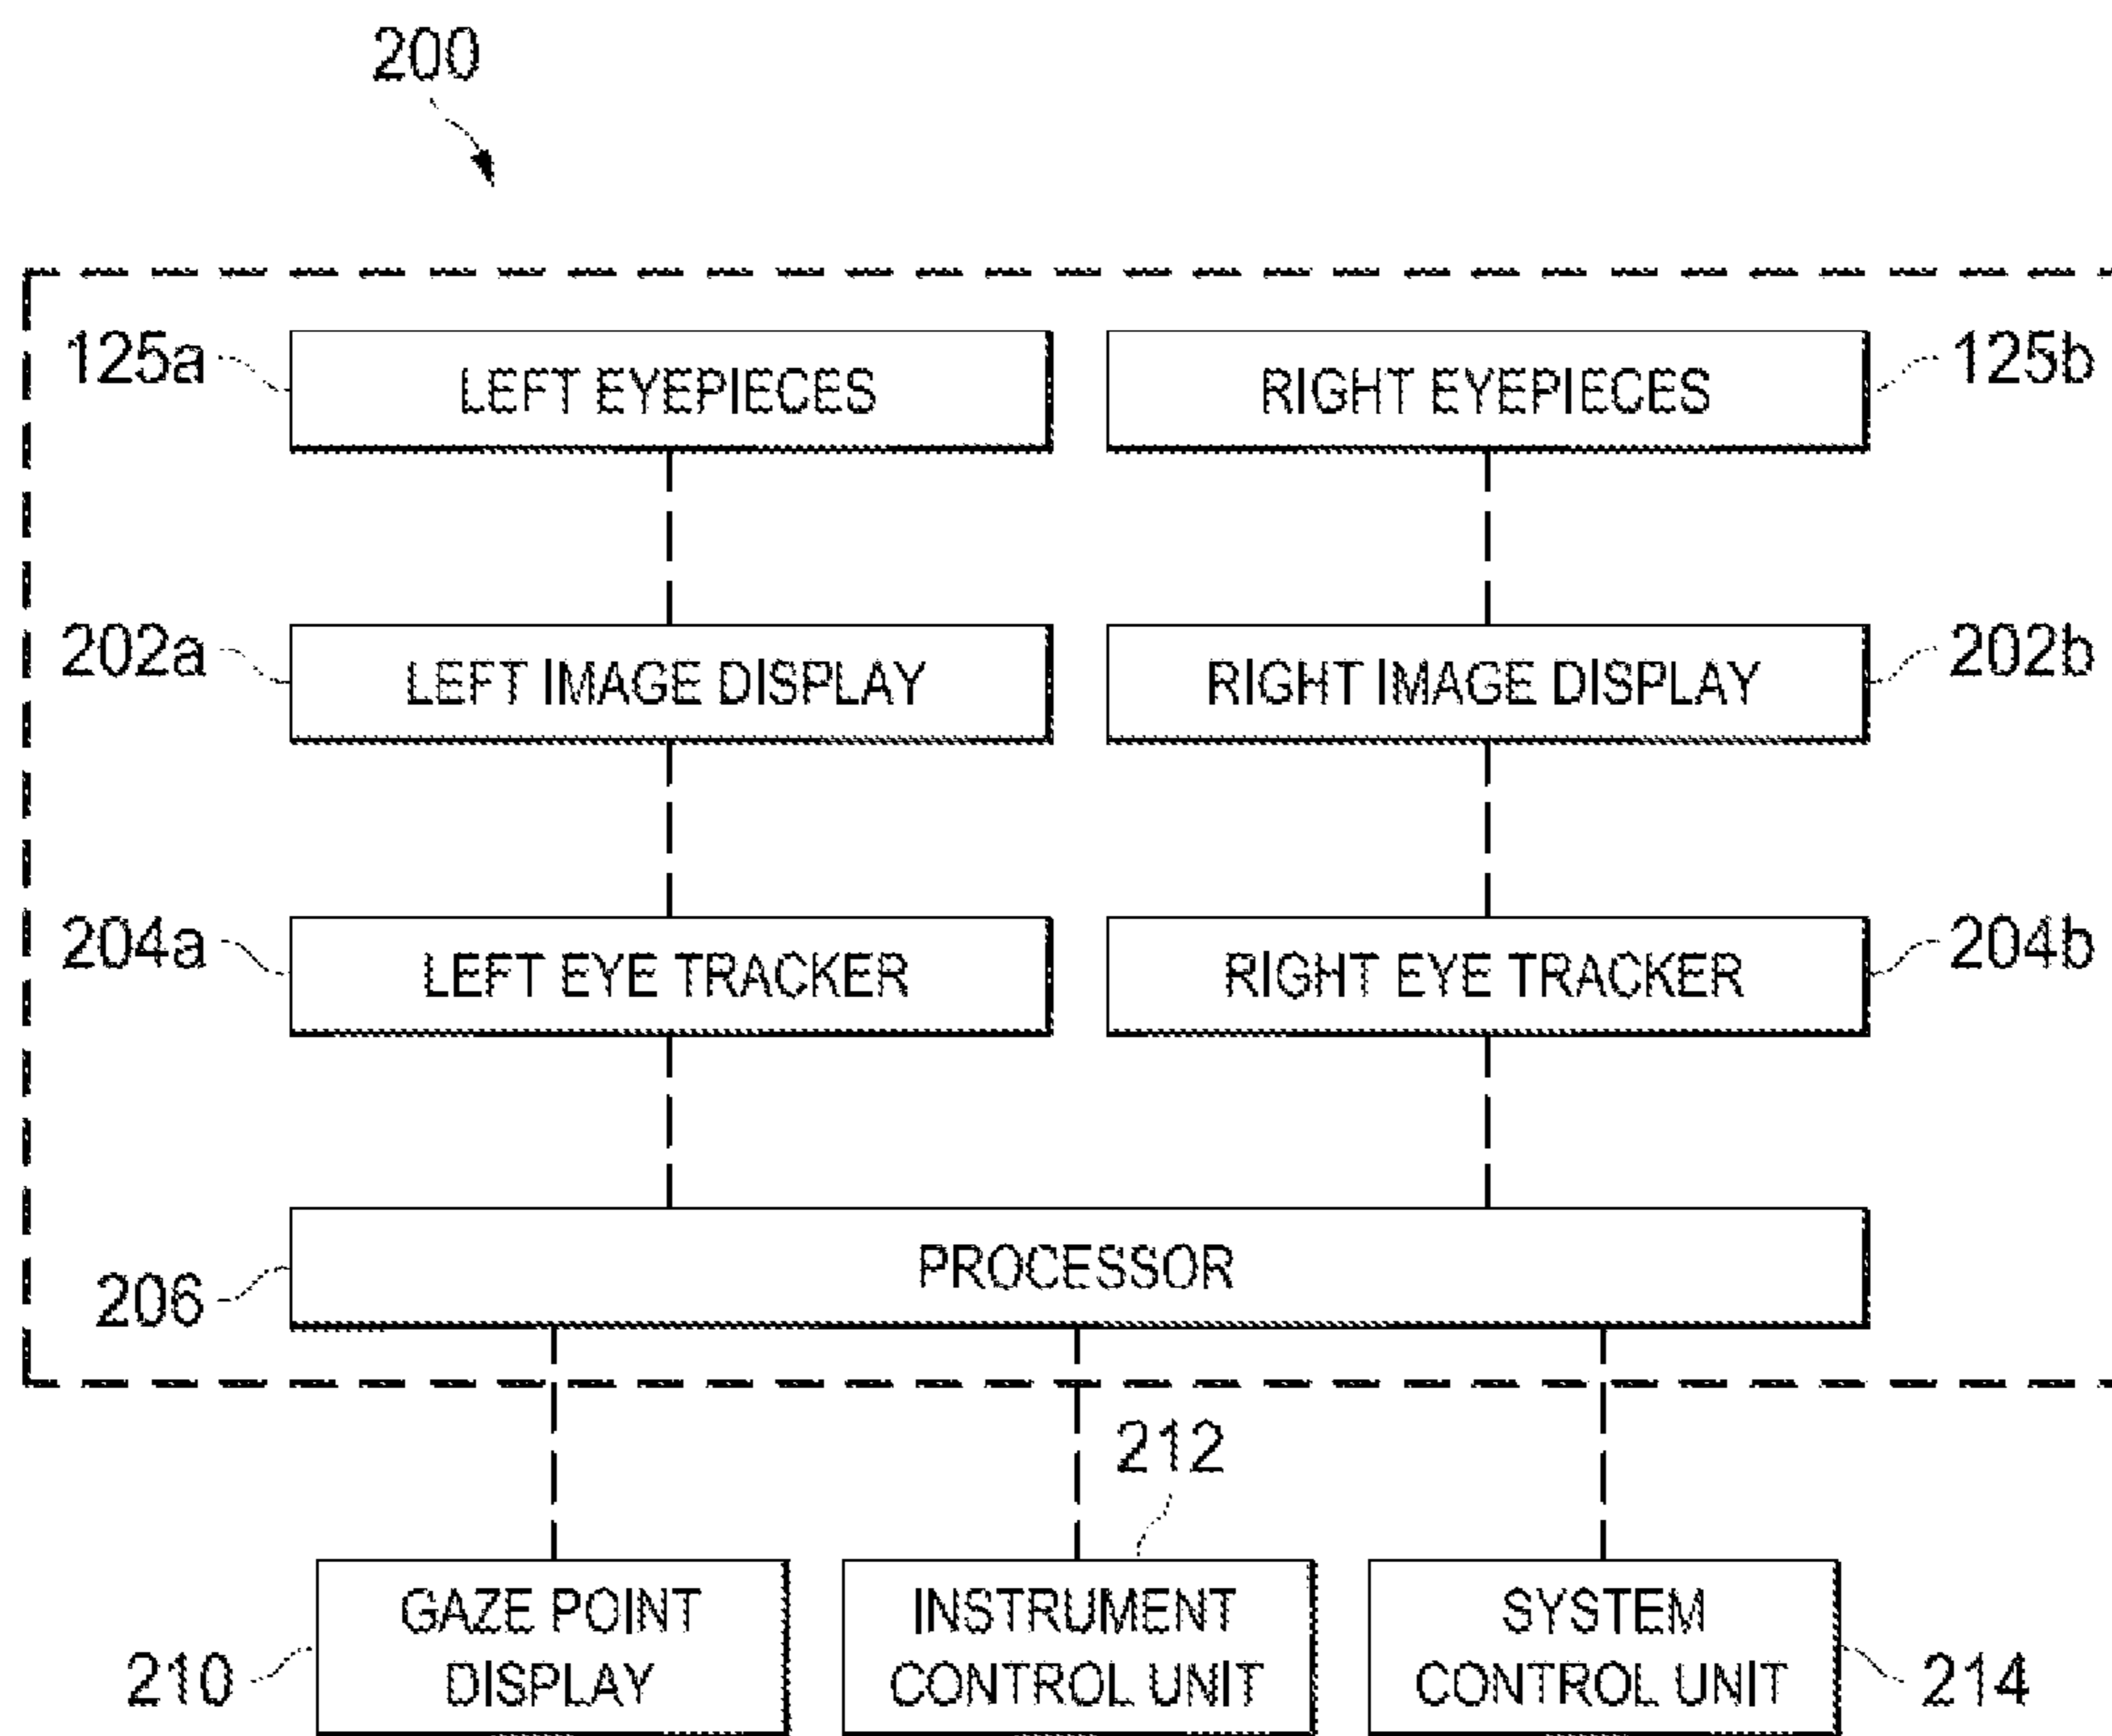 200
125a
LEFT EYEPIECES
RIGHT EYEPIECES
125b
202a
LEFT IMAGE DISPLAY
RIGHT IMAGE DISPLAY
202b
204a
LEFT EYE TRACKER
RIGHT EYE TRACKER
204b
PROCESSOR
206
212
GAZE POINT
DISPLAY
210
INSTRUMENT
CONTROL UNIT
SYSTEM
CONTROL UNIT
214